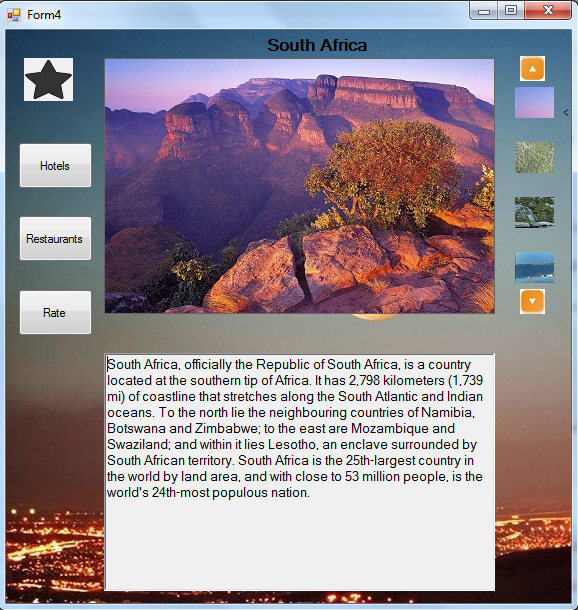 Form4
South Africa
<
Hotels
Restaurants
Rate
South Africa, officially the Republic of South Africa, is a country
located at the southern tip of Africa. It has 2,798 kilometers (1,739
mi) of coastline that stretches along the South Atlantic and Indian
oceans. To the north lie the neighbouring countries of Namibia,
Botswana and Zimbabwe; to the east are Mozambique and
Swaziland; and within it lies Lesotho, an enclave surrounded by
South African territory. South Africa is the 25th-largest country in
the world by land area, and with close to 53 million people, is the
world's 24th-most populous nation.